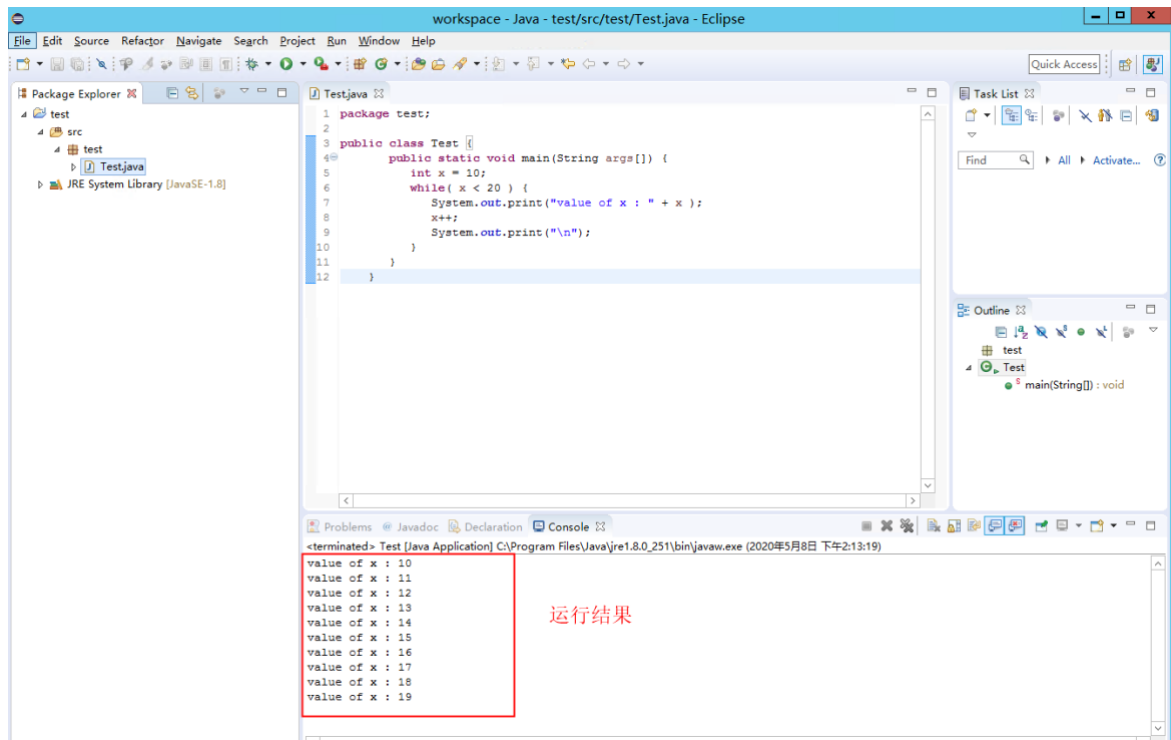 workspace - Java - test/src/test/Test.java - Eclipse
File Edit Source Refactor Navigate Search Project Run Window Help
Quick Access
Package Explorer
test
src
test
Test.java
JRE System Library [JavaSE-1.8]
Test.java
1 package test;
2
3 public class Test {
4 public static void main(String args[]) {
5 int x = 10;
6 while( x < 20 ) {
7 System.out.print("value of x : " + x );
8 x++;
9 System.out.print("\n");
10 }
11 }
12 }
Task List
Find All Activate...
Outline
test
Test
main(String[]) : void
Problems Javadoc Declaration Console
<terminated> Test [Java Application] C:\Program Files\Java\jre1.8.0_251\bin\javaw.exe (2020年5月8日 下午2:13:19)
value of x : 10
value of x : 11
value of x : 12
value of x : 13
value of x : 14
value of x : 15
value of x : 16
value of x : 17
value of x : 18
value of x : 19
运行结果